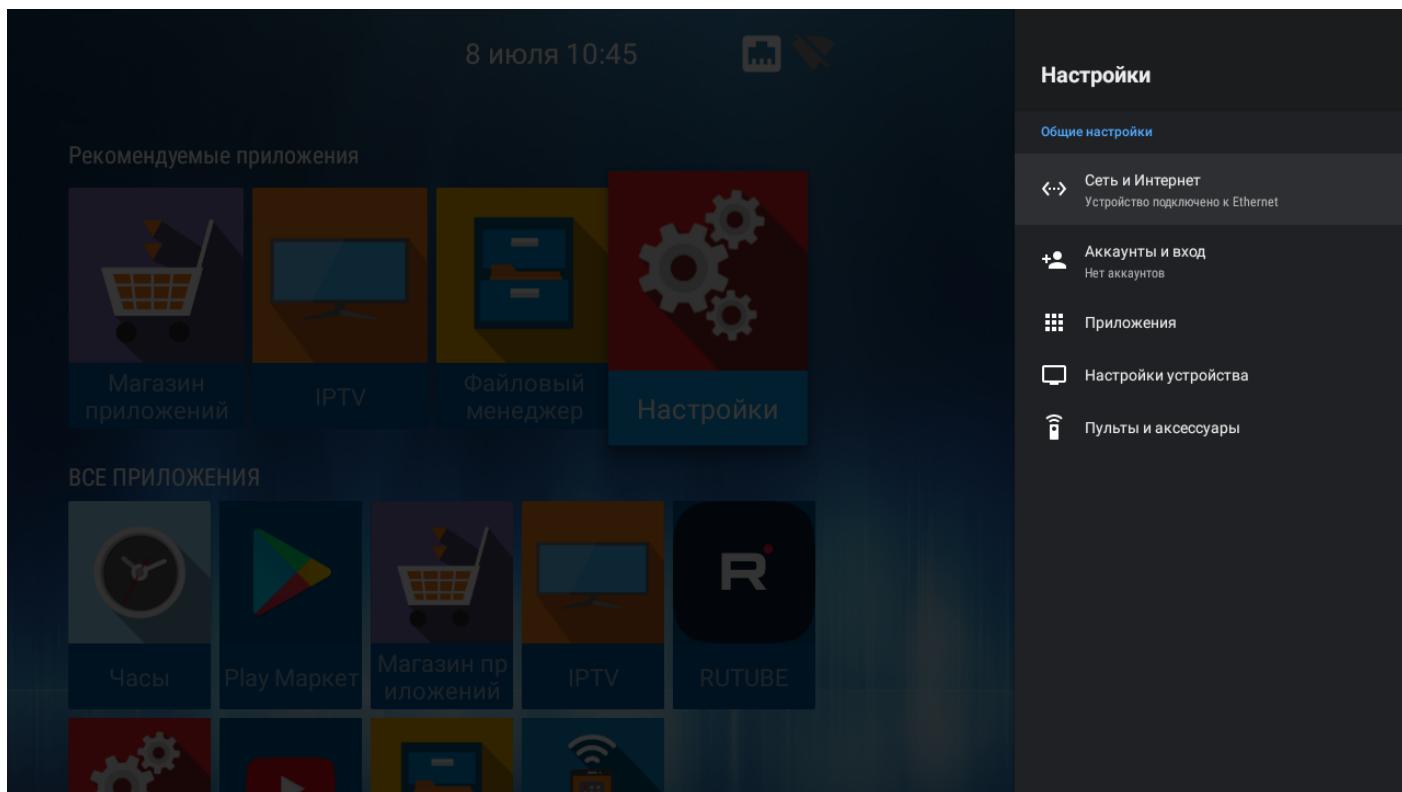 8 июля 10:45
Рекомендуемые приложения
Магазин
приложений
IPTV
Файловый
менеджер
Настройки
ВСЕ ПРИЛОЖЕНИЯ
Часы
Play Маркет
Магазин пр
иложений
IPTV
R
RUTUBE
Настройки
Общие настройки
Сеть и Интернет
Устройство подключено к Ethernet
Аккаунты и вход
Нет аккаунтов
Приложения
Настройки устройства
Пульты и аксессуары